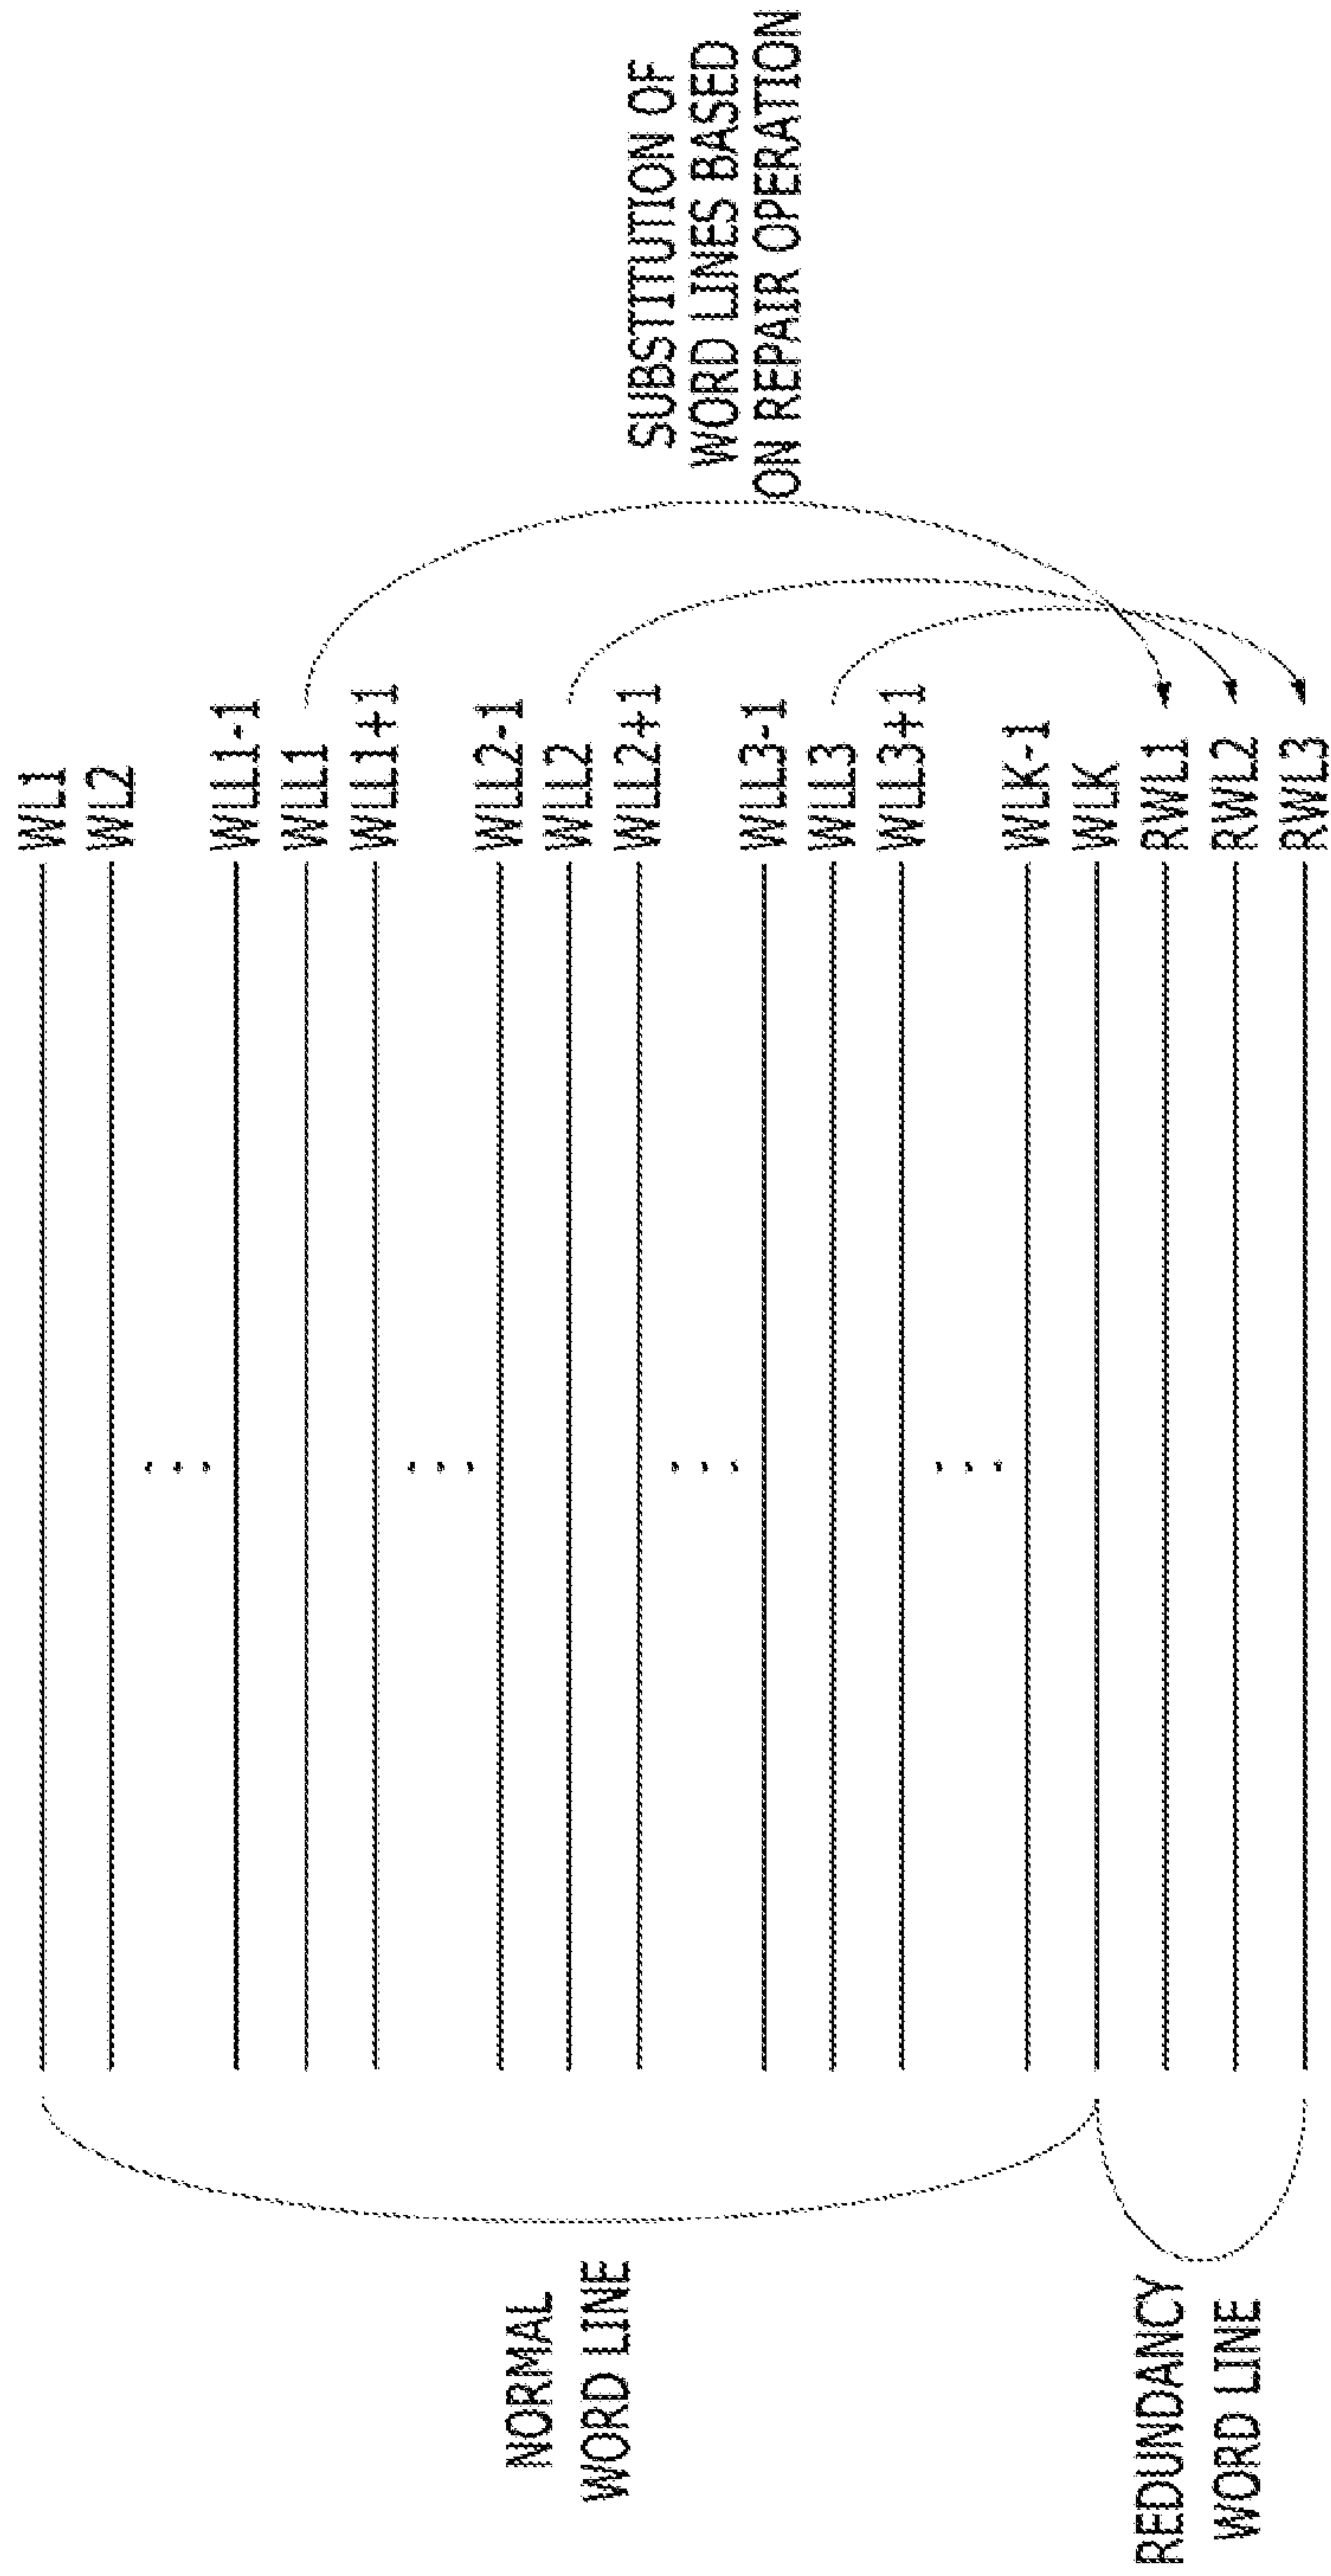 WL1
WL2
WLL1-1
WLL1
WLL1+1
WLL2-1
WLL2
WLL2+1
WLL3-1
WLL3
WLL3+1
WLK-1
WLK
RWL1
RWL2
RWL3
NORMAL
WORD LINE
REDUNDANCY
WORD LINE
SUBSTITUTION OF
WORD LINES BASED
ON REPAIR OPERATION